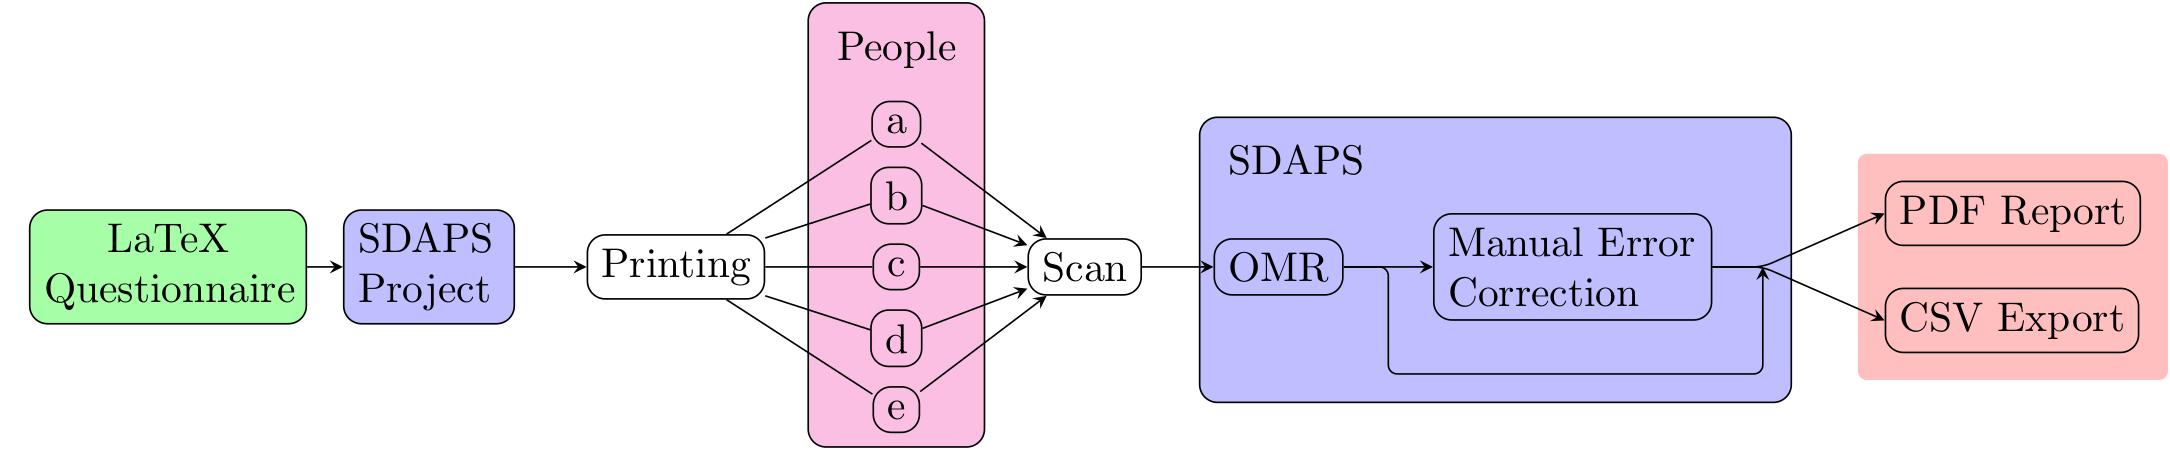 LaTeX
Questionnaire
SDAPS
Project
Printing
People
a
b
c
d
e
Scan
SDAPS
OMR
Manual Error
Correction
PDF Report
CSV Export